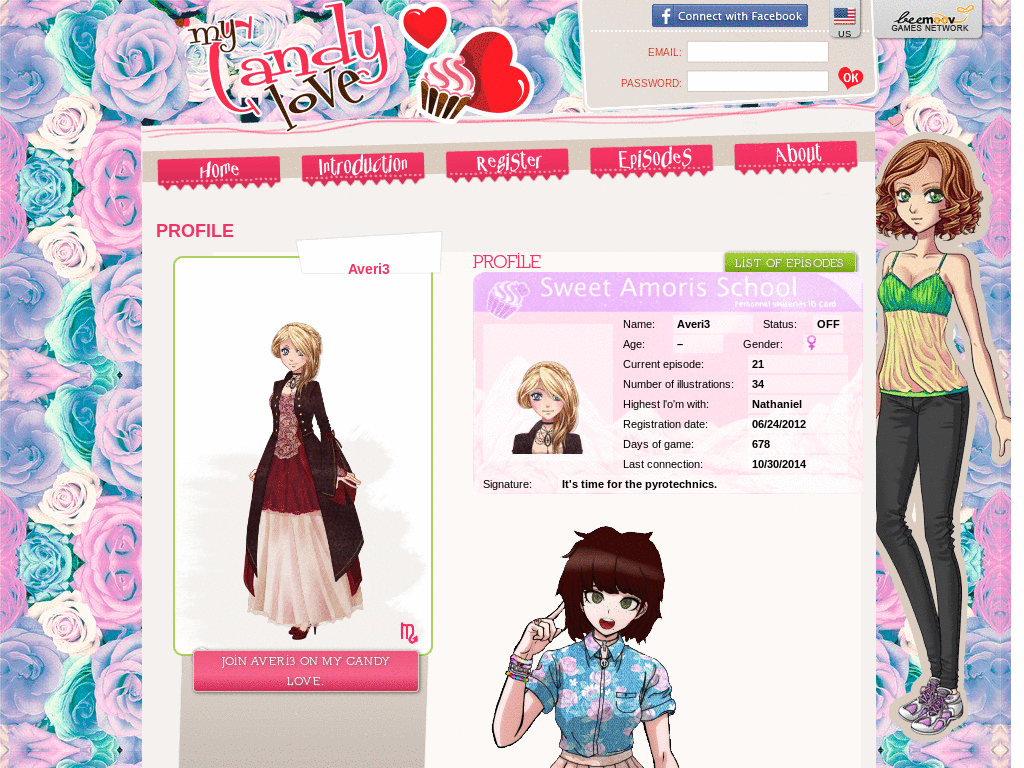 my Candy love
Connect with Facebook
US
beemoov
GAMES NETWORK
EMAIL:
PASSWORD:
OK
Home
Introduction
Register
EpiSodeS
About
PROFILE
Averi3
PROFILE
LIST OF EPISODES
Sweet Amoris School
Personal students ID Card
Name: Averi3 Status: OFF
Age: – Gender: ♀
Current episode: 21
Number of illustrations: 34
Highest l'o'm with: Nathaniel
Registration date: 06/24/2012
Days of game: 678
Last connection: 10/30/2014
Signature: It's time for the pyrotechnics.
♏
JOIN AVERI3 ON MY CANDY
LOVE.